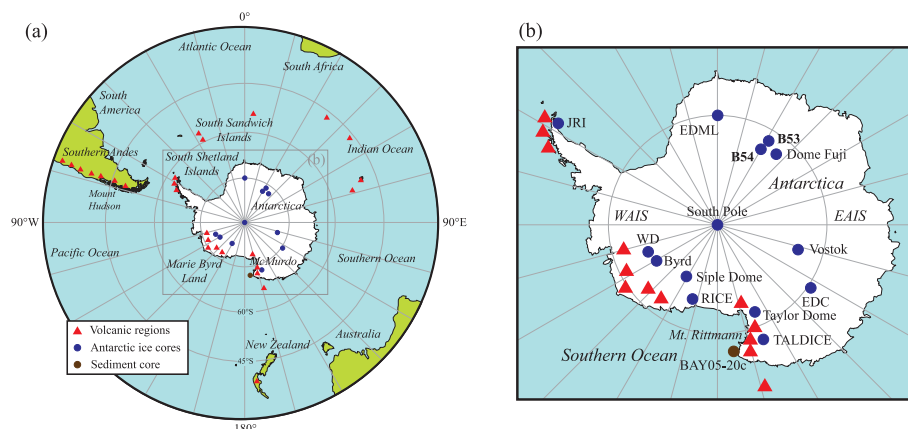 (a)
0°
Atlantic Ocean
South Africa
South
America
South Sandwich
Islands
Indian Ocean
Southern Andes
South Shetland
Islands
(b)
Mount
Hudson
Antarctica
90°W
90°E
Pacific Ocean
Marie Byrd
Land
McMurdo
Southern Ocean
60°S
Australia
New Zealand
45°S
180°
Volcanic regions
Antarctic ice cores
Sediment core
(b)
JRI
EDML
B53
B54
Dome Fuji
Antarctica
WAIS
South Pole
EAIS
WD
Byrd
Vostok
Siple Dome
RICE
EDC
Taylor Dome
Mt. Rittmann
TALDICE
Southern Ocean
BAY05-20c